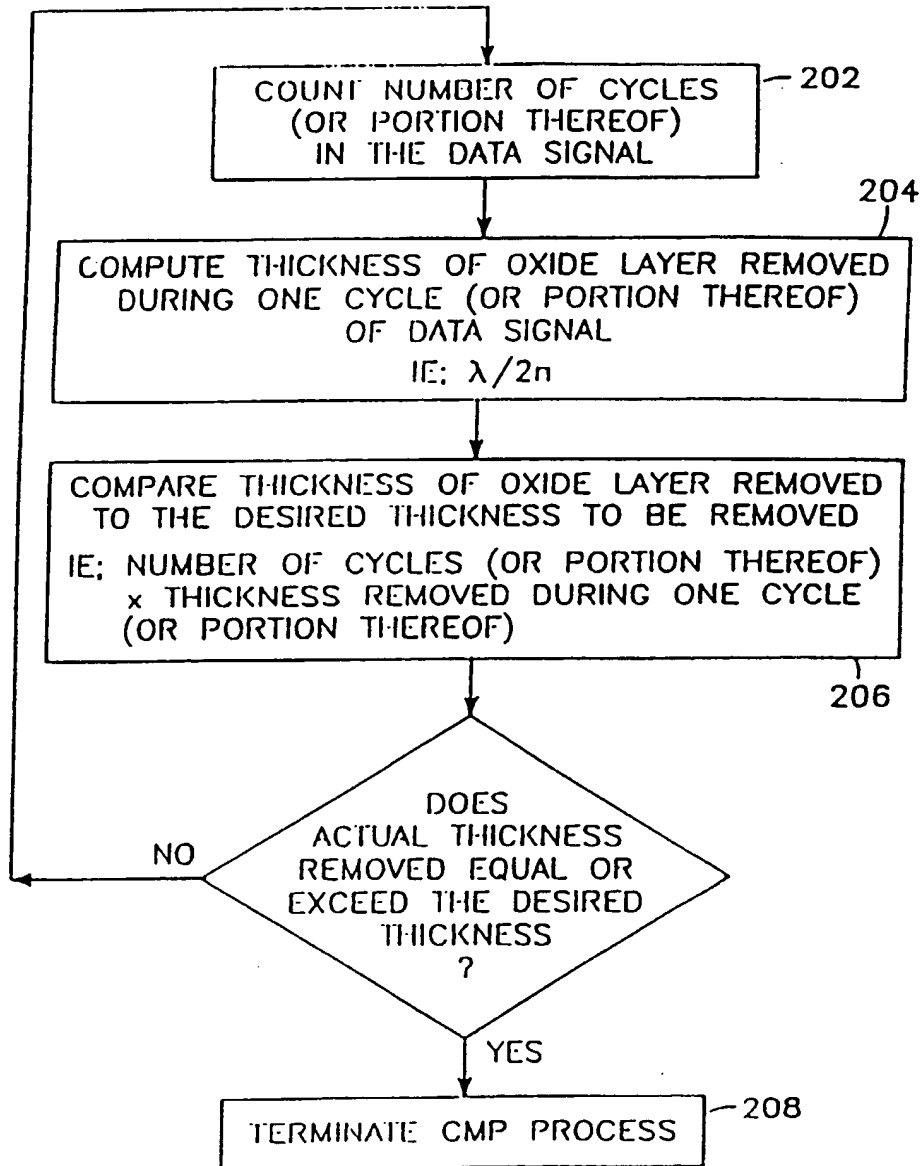 COUNT NUMBER OF CYCLES
(OR PORTION THEREOF)
IN THE DATA SIGNAL
202
204
COMPUTE THICKNESS OF OXIDE LAYER REMOVED
DURING ONE CYCLE (OR PORTION THEREOF)
OF DATA SIGNAL
IE; λ/2n
COMPARE THICKNESS OF OXIDE LAYER REMOVED
TO THE DESIRED THICKNESS TO BE REMOVED
IE; NUMBER OF CYCLES (OR PORTION THEREOF)
x THICKNESS REMOVED DURING ONE CYCLE
(OR PORTION THEREOF)
206
DOES
ACTUAL THICKNESS
REMOVED EQUAL OR
EXCEED THE DESIRED
THICKNESS
?
NO
YES
TERMINATE CMP PROCESS
208